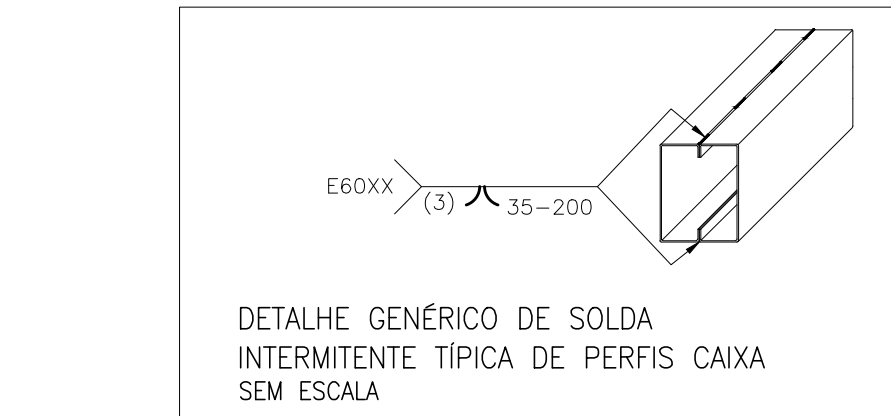 E60XX
(3) 35-200
DETALHE GENÉRICO DE SOLDA
INTERMITENTE TÍPICA DE PERFIS CAIXA
SEM ESCALA